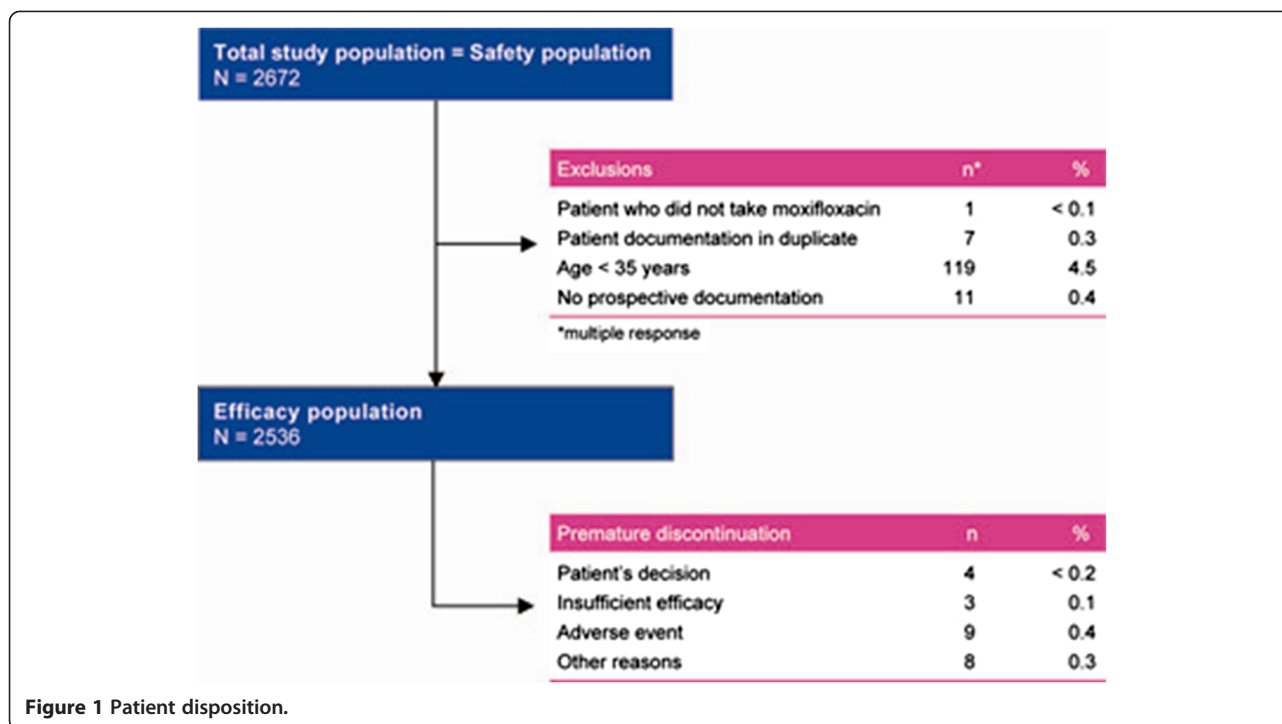 Total study population = Safety population
N = 2672
Exclusions n* %
Patient who did not take moxifloxacin 1 < 0.1
Patient documentation in duplicate 7 0.3
Age < 35 years 119 4.5
No prospective documentation 11 0.4
*multiple response
Efficacy population
N = 2536
Premature discontinuation n %
Patient's decision 4 < 0.2
Insufficient efficacy 3 0.1
Adverse event 9 0.4
Other reasons 8 0.3
Figure 1 Patient disposition.